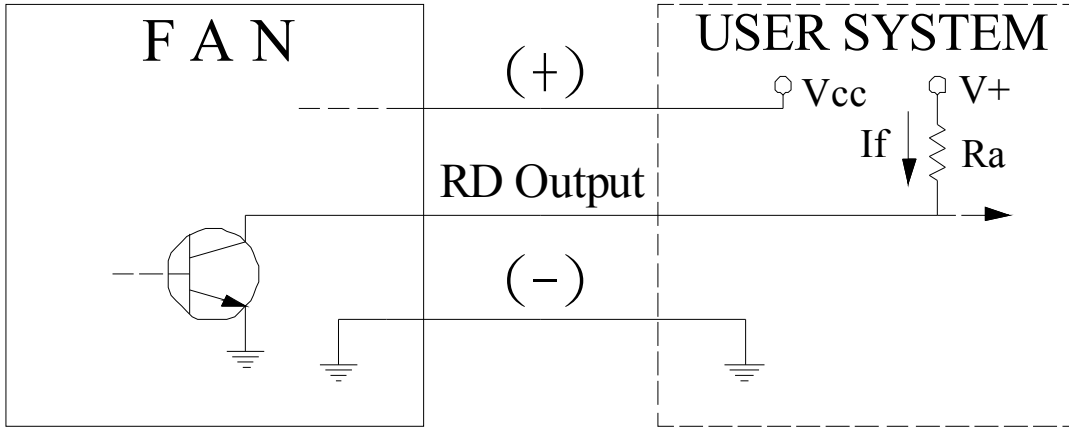 F A N
USER SYSTEM
(+)
Vcc
V+
If
Ra
RD Output
(-)